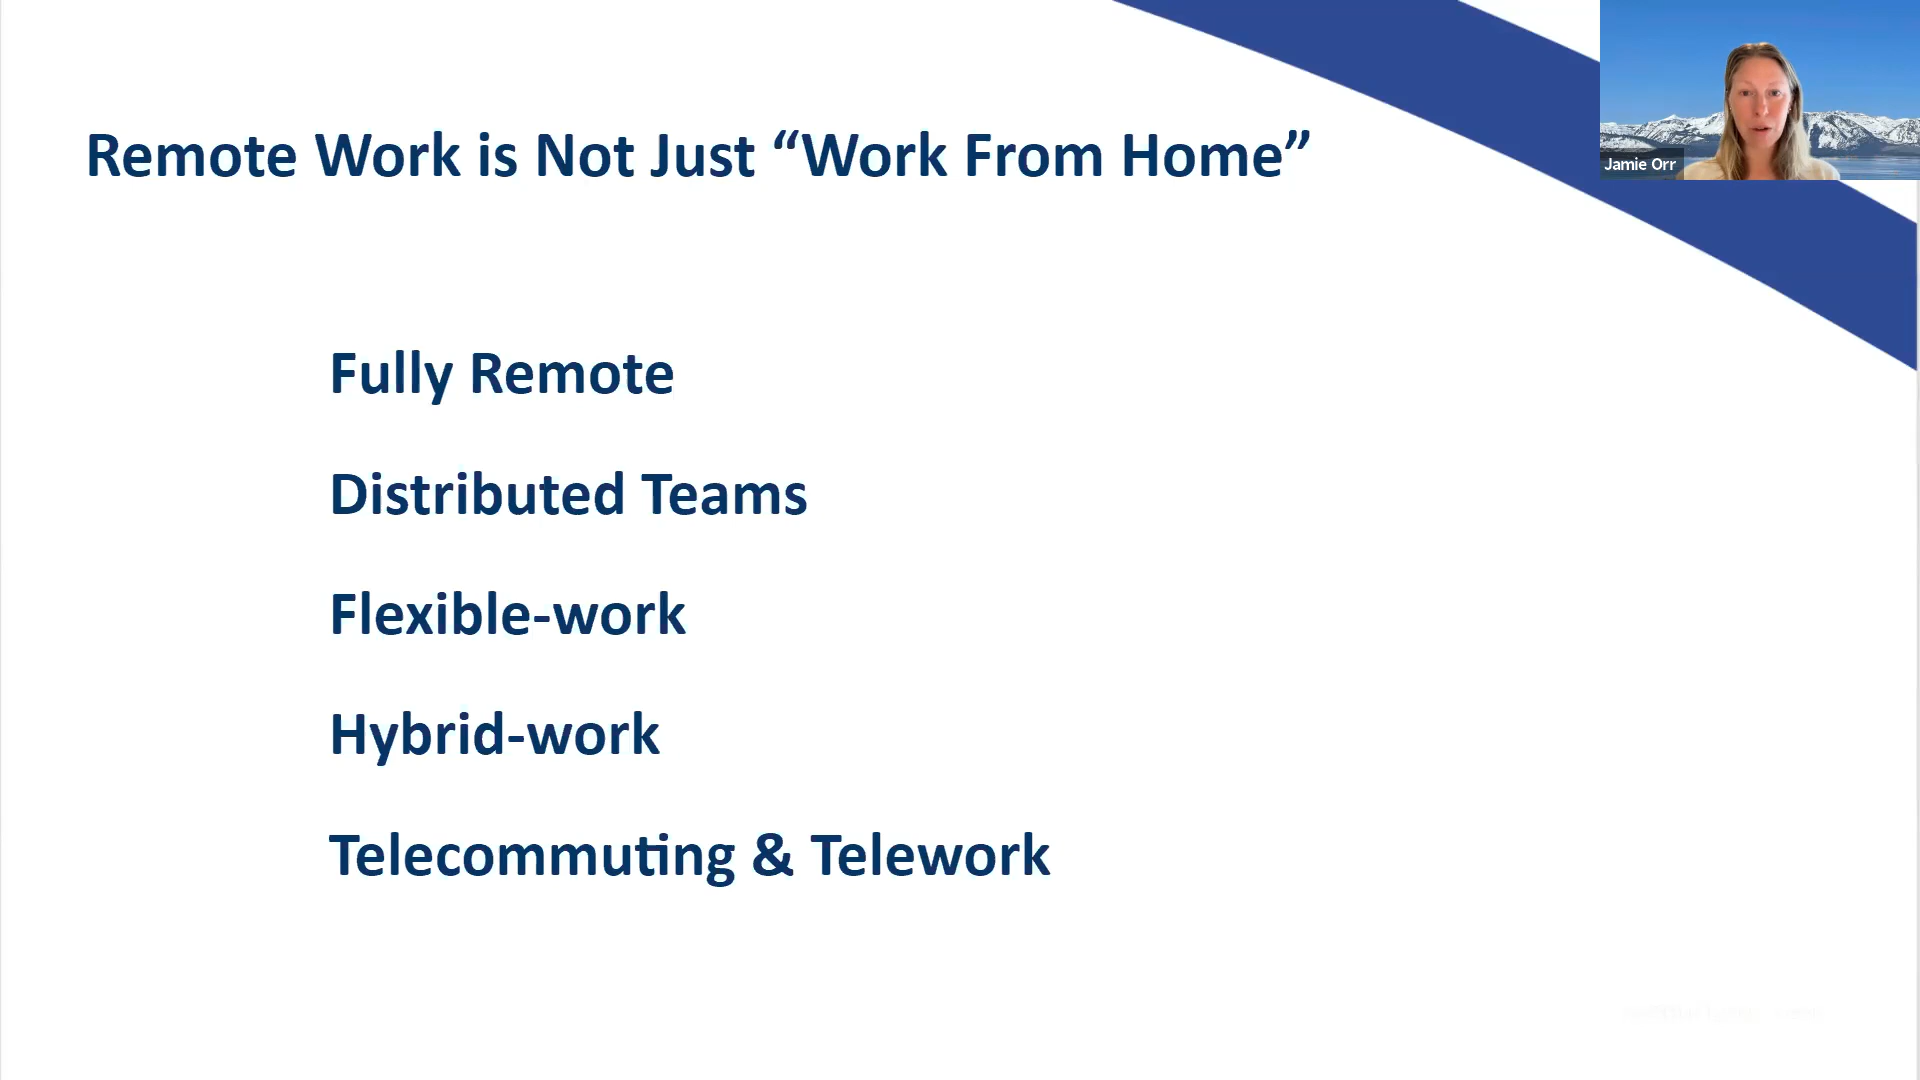 Remote Work is Not Just “Work From Home”
Jamie Orr
Fully Remote
Distributed Teams
Flexible-work
Hybrid-work
Telecommuting & Telework